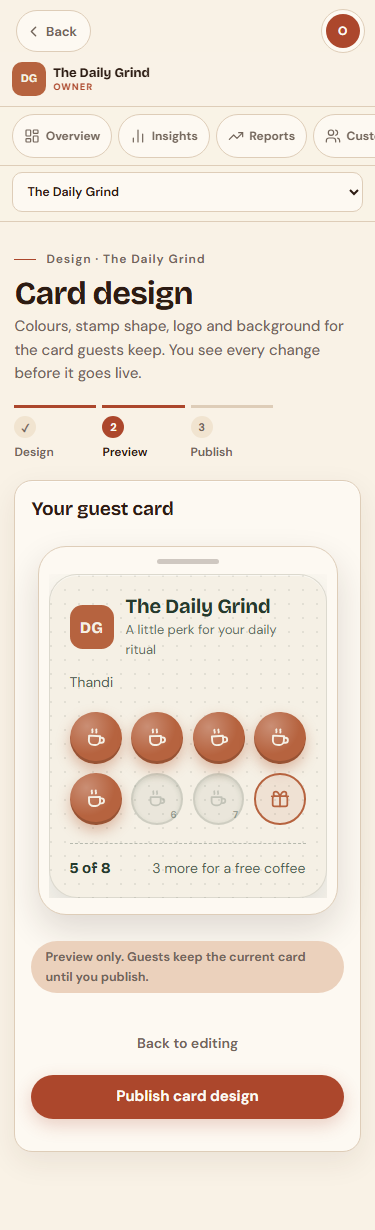 Back
O
DG
The Daily Grind
OWNER
Overview
Insights
Reports
Custo
The Daily Grind
Design · The Daily Grind
Card design
Colours, stamp shape, logo and background for
the card guests keep. You see every change
before it goes live.
✓
2
3
Design
Preview
Publish
Your guest card
DG
The Daily Grind
A little perk for your daily
ritual
Thandi
6
7
5 of 8
3 more for a free coffee
Preview only. Guests keep the current card
until you publish.
Back to editing
Publish card design